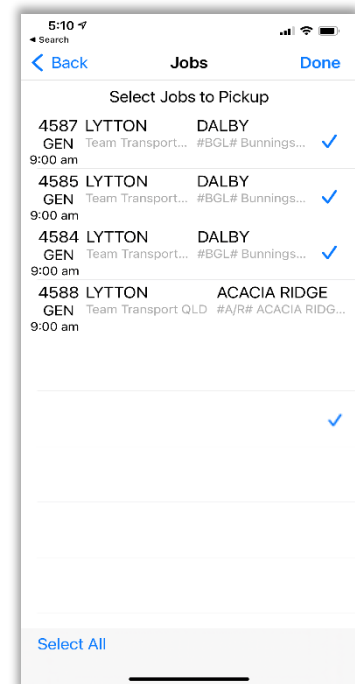 5:10
◄ Search
Back Jobs Done
Select Jobs to Pickup
4587 LYTTON DALBY
GEN Team Transport... #BGL# Bunnings...
9:00 am
4585 LYTTON DALBY
GEN Team Transport... #BGL# Bunnings...
9:00 am
4584 LYTTON DALBY
GEN Team Transport... #BGL# Bunnings...
9:00 am
4588 LYTTON ACACIA RIDGE
GEN Team Transport QLD #A/R# ACACIA RIDG...
9:00 am
Select All